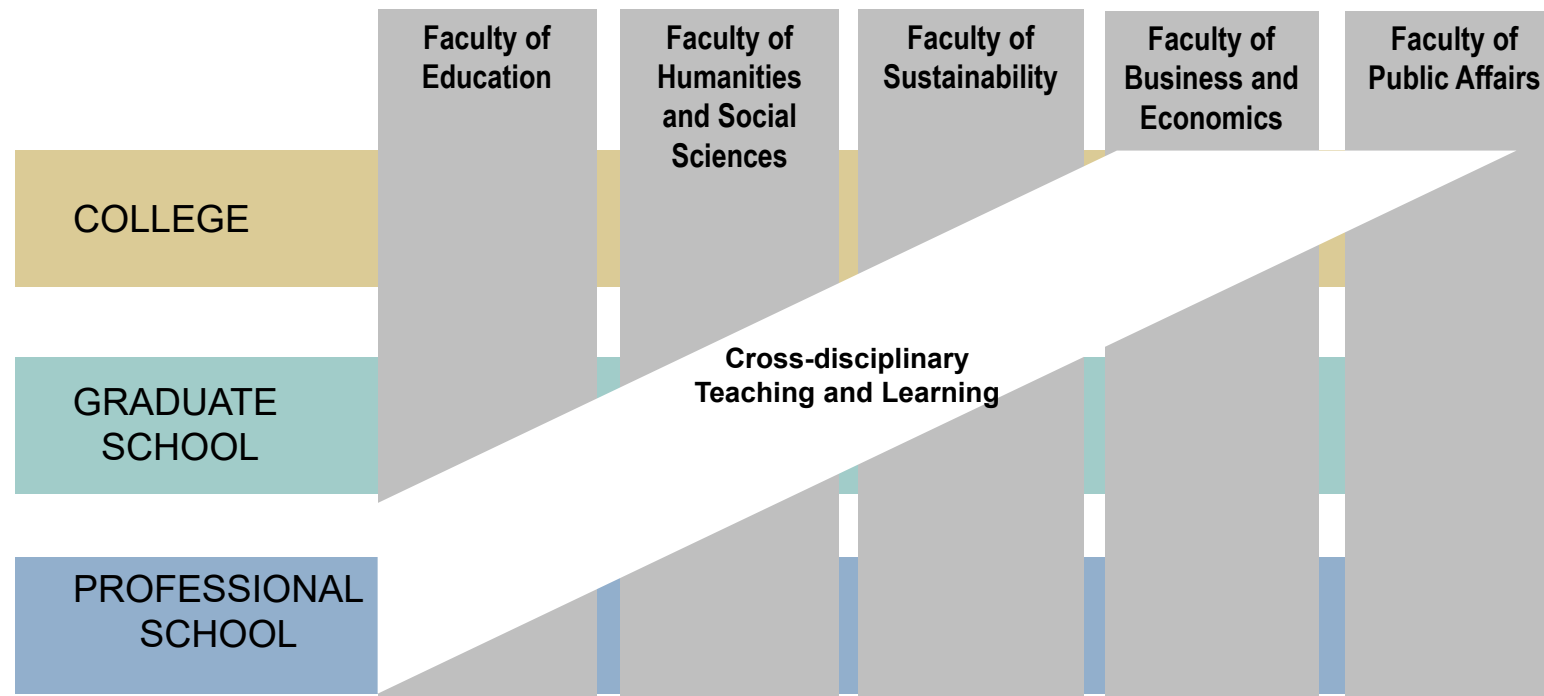 Faculty of
Education
Faculty of
Humanities
and Social
Sciences
Faculty of
Sustainability
Faculty of
Business and
Economics
Faculty of
Public Affairs
COLLEGE
Cross-disciplinary
Teaching and Learning
GRADUATE
SCHOOL
PROFESSIONAL
SCHOOL